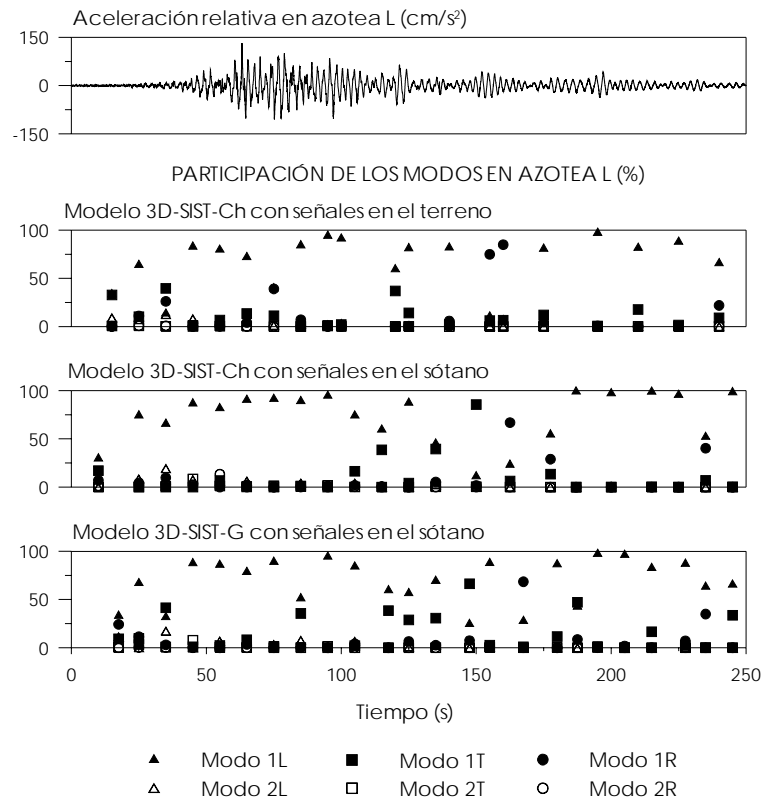 Aceleración relativa en azotea L (cm/s²)
150
0
-150
PARTICIPACIÓN DE LOS MODOS EN AZOTEA L (%)
Modelo 3D-SIST-Ch con señales en el terreno
100
50
0
Modelo 3D-SIST-Ch con señales en el sótano
100
50
0
Modelo 3D-SIST-G con señales en el sótano
100
50
0
0 50 100 150 200 250
Tiempo (s)
Modo 1L Modo 1T Modo 1R
Modo 2L Modo 2T Modo 2R